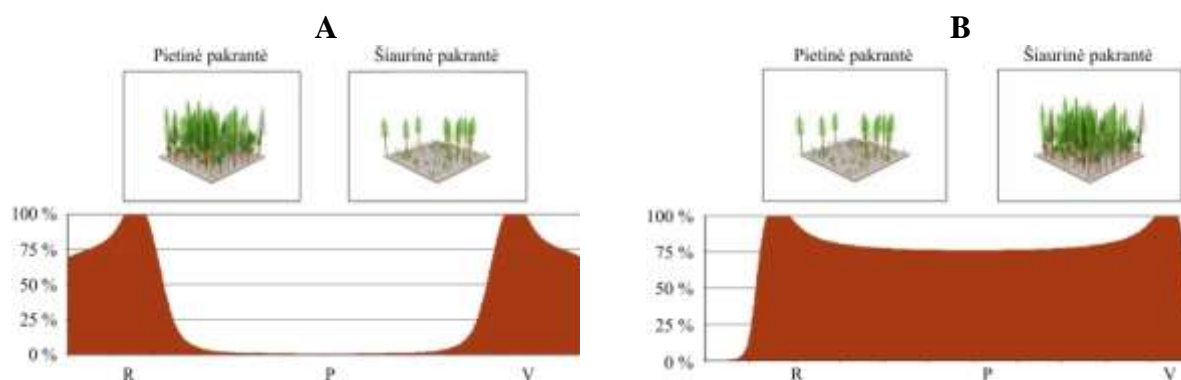 A
Pietinė pakrantė
Šiaurinė pakrantė
100 %
75 %
50 %
25 %
0 %
R
P
V
B
Pietinė pakrantė
Šiaurinė pakrantė
100 %
75 %
50 %
25 %
0 %
R
P
V